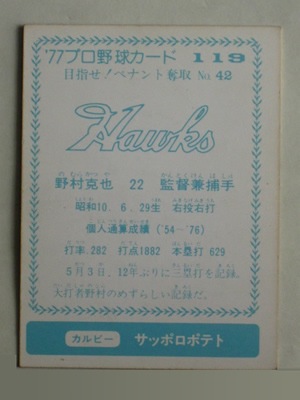 '77プロ野球カード 119
目指せ!ペナント奪取 No.42
Hawks
野村克也 22 監督兼捕手
昭和10.6.29生 右投右打
個人通算成績('54〜'76)
打率.282 打点1882 本塁打629
5月3日、12年ぶりに三塁打を記録。
大打者野村のめずらしい記録だ。
カルビー サッポロポテト